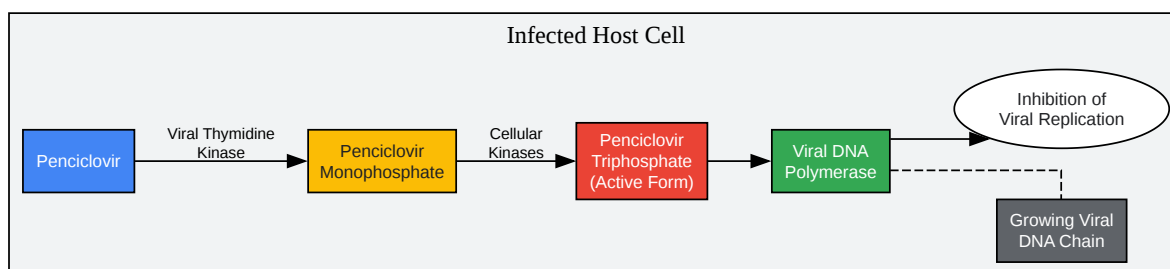 Infected Host Cell
Penciclovir
Viral Thymidine
Kinase
Penciclovir
Monophosphate
Cellular
Kinases
Penciclovir
Triphosphate
(Active Form)
Viral DNA
Polymerase
Inhibition of
Viral Replication
Growing Viral
DNA Chain